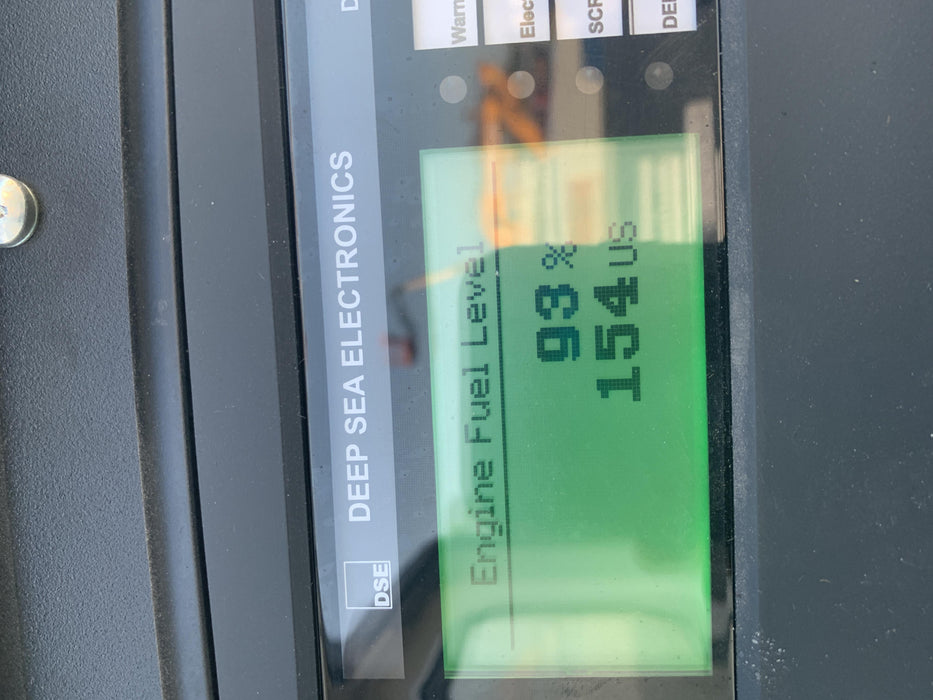 DSE
DEEP SEA ELECTRONICS
Engine Fuel Level
93 %
154 US